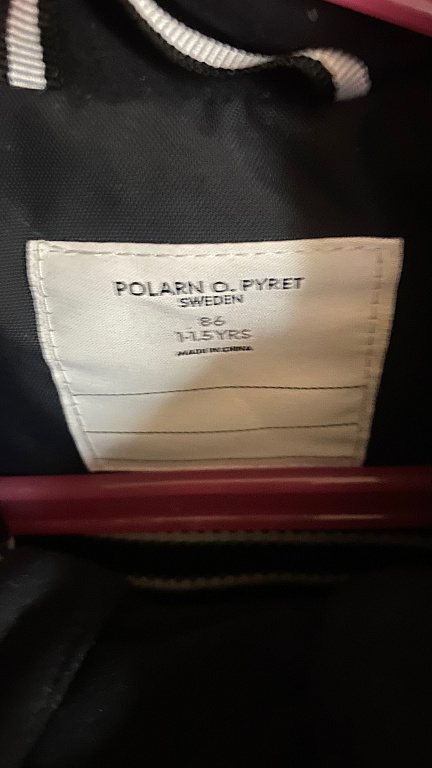 POLARN O. PYRET
SWEDEN
86
1-1.5 YRS
MADE IN CHINA